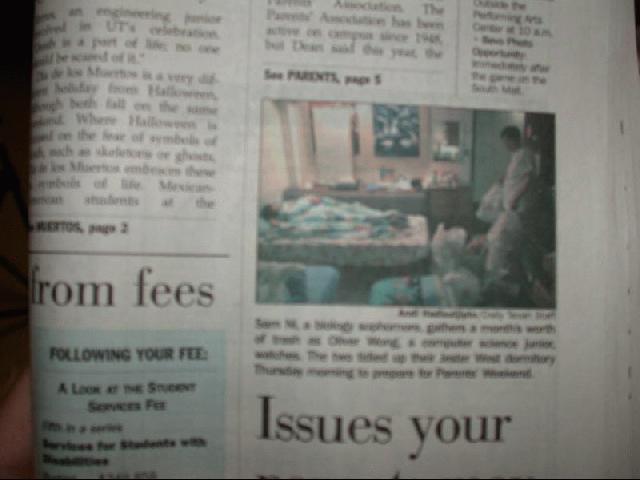 an engineering junior
involved in UT's celebration.
is a part of life; no one
be scared of it."
de los Muertos is a very dif-
holiday from Halloween,
though both fall on the same
Where Halloween is
on the fear of symbols of
such as skeletons or ghosts,
de los Muertos embraces these
symbols of life. Mexican-
students at the
MUERTOS, page 2
from fees
FOLLOWING YOUR FEE:
A LOOK AT THE STUDENT
SERVICES FEE
Fifth in a series
Services for Students with
Disabilities
Parents' Association. The
Parents' Association has been
active on campus since 1948,
but Dean said this year, the
See PARENTS, page 5
Outside the
Performing Arts
Center at 10 a.m.
Bevo Photo
Opportunity:
Immediately after
the game on the
South Mall.
Daily Texan Staff
Sam Ni, a biology sophomore, gathers a month's worth
of trash as Oliver Wong, a computer science junior,
watches. The two tidied up their Jester West dormitory
Thursday morning to prepare for Parents' Weekend.
Issues your